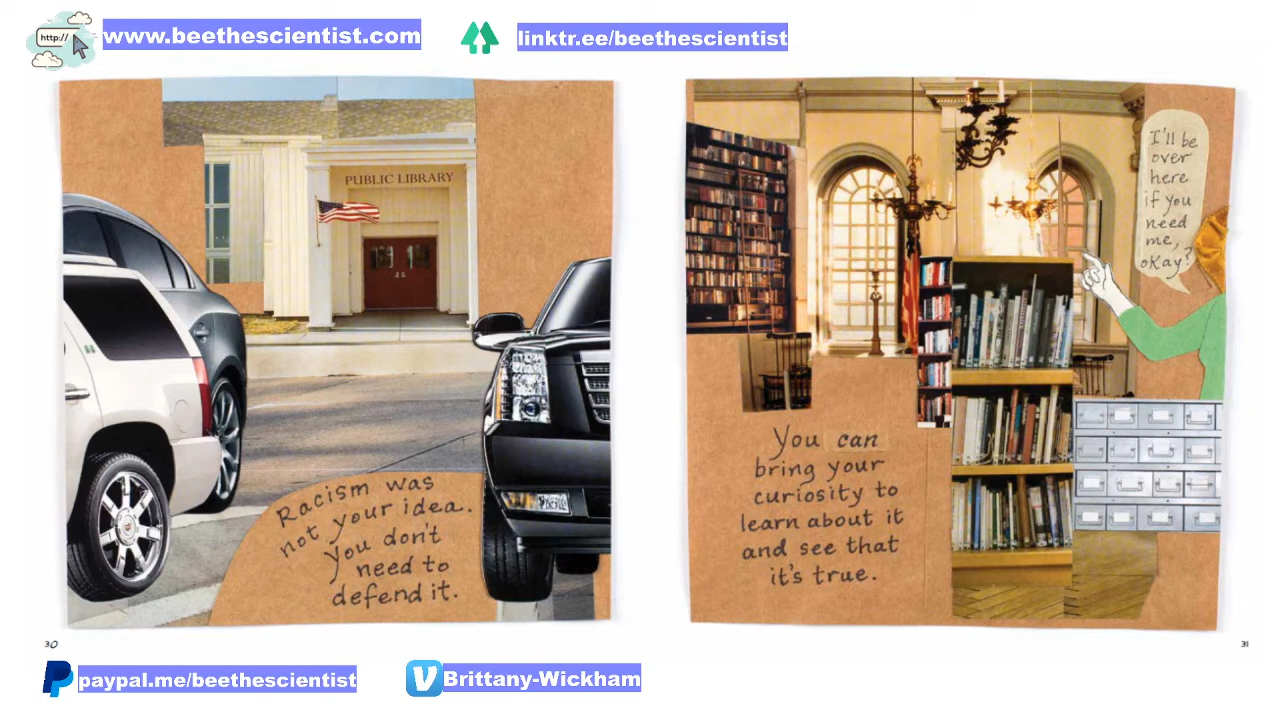 http://
www.beethescientist.com
linktr.ee/beethescientist
PUBLIC LIBRARY
Racism was
not your idea.
You don't
need to
defend it.
I'll be
over
here
if you
need
me,
okay?
You can
bring your
curiosity to
learn about it
and see that
it's true.
30
31
paypal.me/beethescientist
Brittany-Wickham